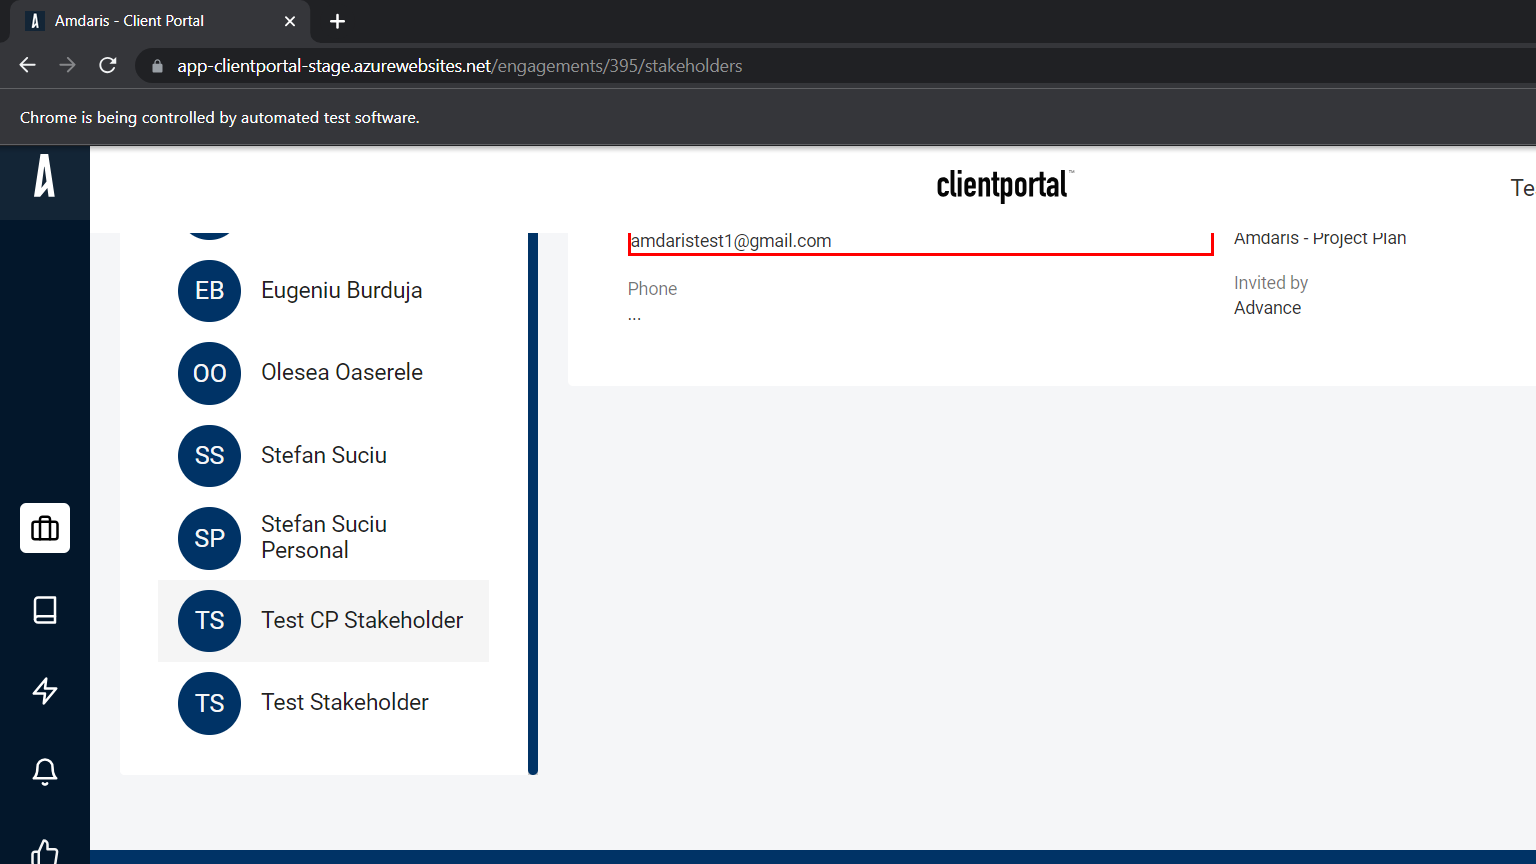 Amdaris - Client Portal
app-clientportal-stage.azurewebsites.net/engagements/395/stakeholders
Chrome is being controlled by automated test software.
clientportal™
Te
amdaristest1@gmail.com
Amdaris - Project Plan
Phone
...
Invited by
Advance
EB Eugeniu Burduja
OO Olesea Oaserele
SS Stefan Suciu
SP Stefan Suciu
Personal
TS Test CP Stakeholder
TS Test Stakeholder